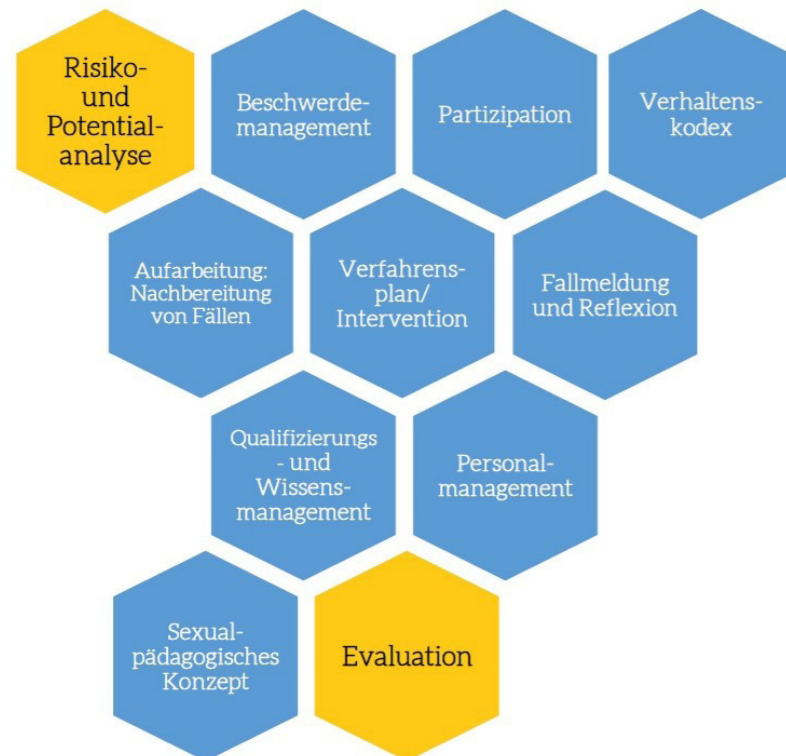 Risiko-
und
Potential-
analyse
Beschwerde-
management
Partizipation
Verhaltens-
kodex
Aufarbeitung:
Nachbereitung
von Fällen
Verfahrens-
plan/
Intervention
Fallmeldung
und Reflexion
Qualifizierungs
- und
Wissens-
management
Personal-
management
Sexual-
pädagogisches
Konzept
Evaluation